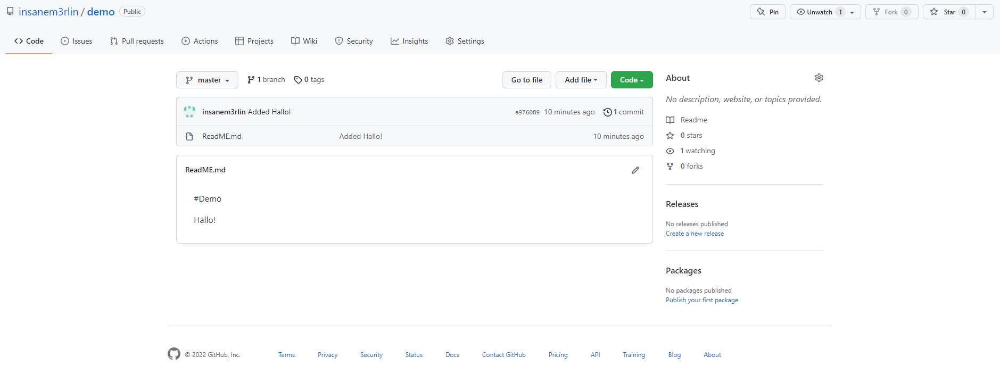 insanem3rlin / demo Public
Pin Unwatch 1 Fork 0 Star 0
Code Issues Pull requests Actions Projects Wiki Security Insights Settings
master 1 branch 0 tags Go to file Add file Code
insanem3rlin Added Hallo! a976089 10 minutes ago 1 commit
ReadME.md Added Hallo! 10 minutes ago
ReadME.md
#Demo
Hallo!
About
No description, website, or topics provided.
Readme
0 stars
1 watching
0 forks
Releases
No releases published
Create a new release
Packages
No packages published
Publish your first package
© 2022 GitHub, Inc. Terms Privacy Security Status Docs Contact GitHub Pricing API Training Blog About